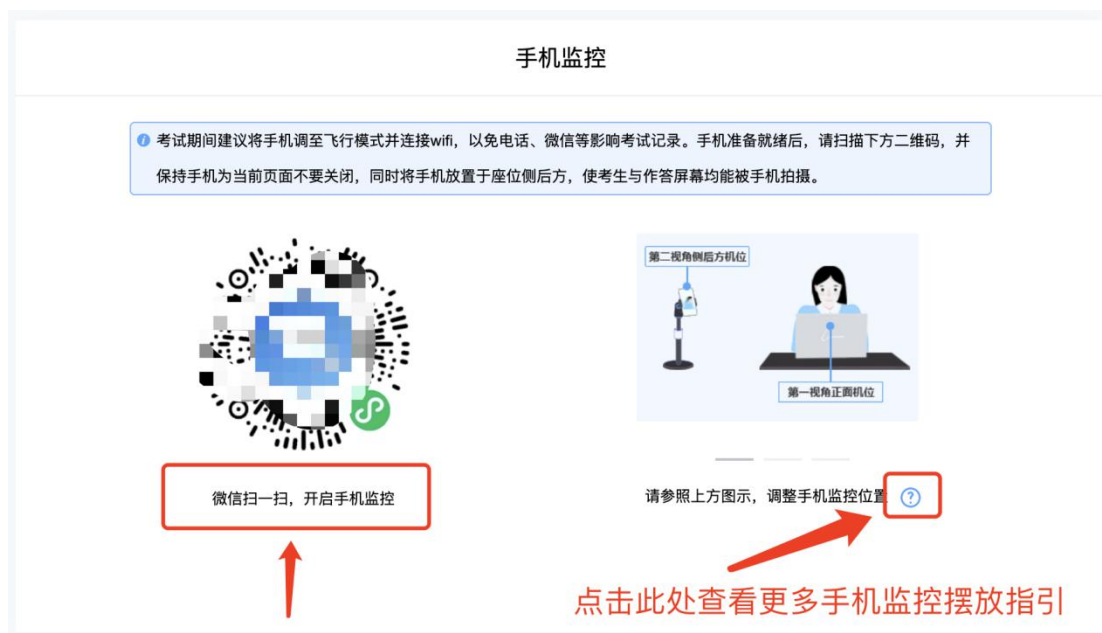 手机监控
考试期间建议将手机调至飞行模式并连接wifi，以免电话、微信等影响考试记录。手机准备就绪后，请扫描下方二维码，并
保持手机为当前页面不要关闭，同时将手机放置于座位侧后方，使考生与作答屏幕均能被手机拍摄。
第二视角侧后方机位
第一视角正面机位
微信扫一扫，开启手机监控
请参照上方图示，调整手机监控位置
点击此处查看更多手机监控摆放指引